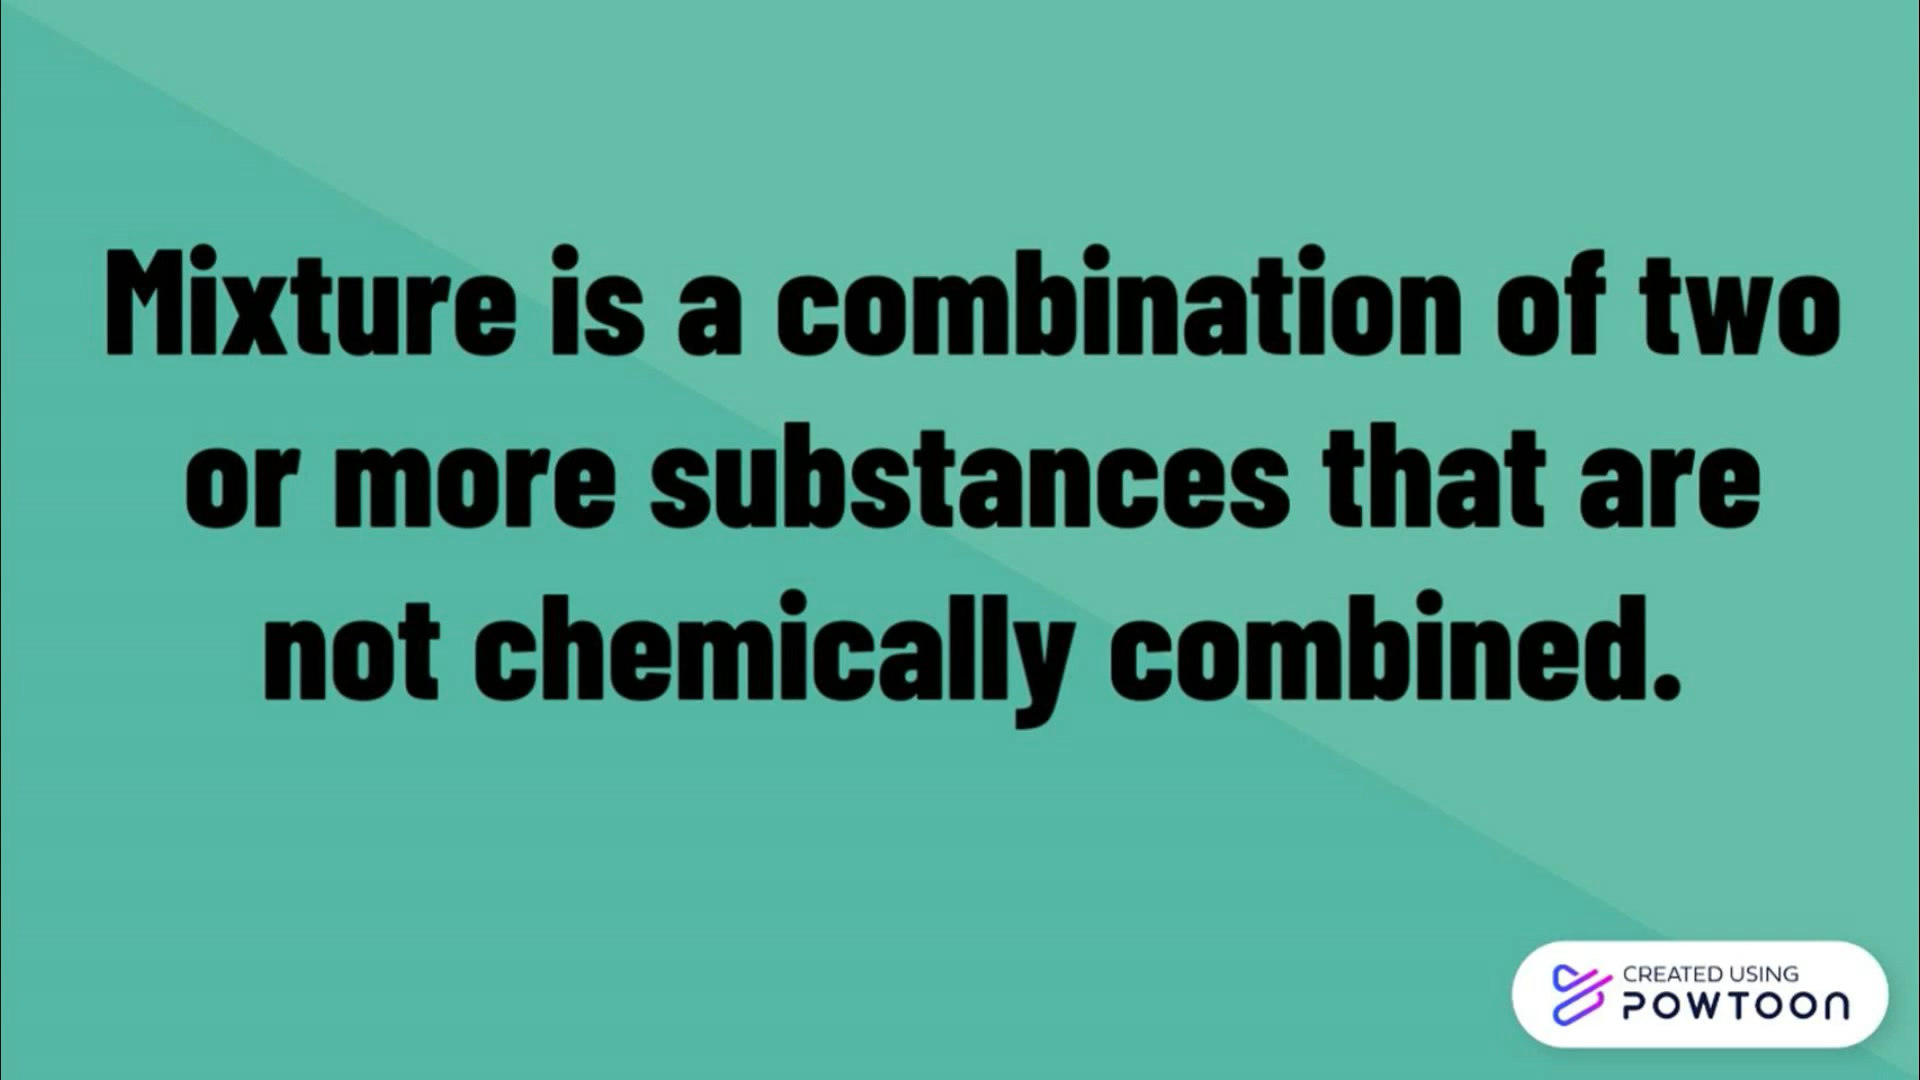 Mixture is a combination of two
or more substances that are
not chemically combined.
CREATED USING
POWTOON